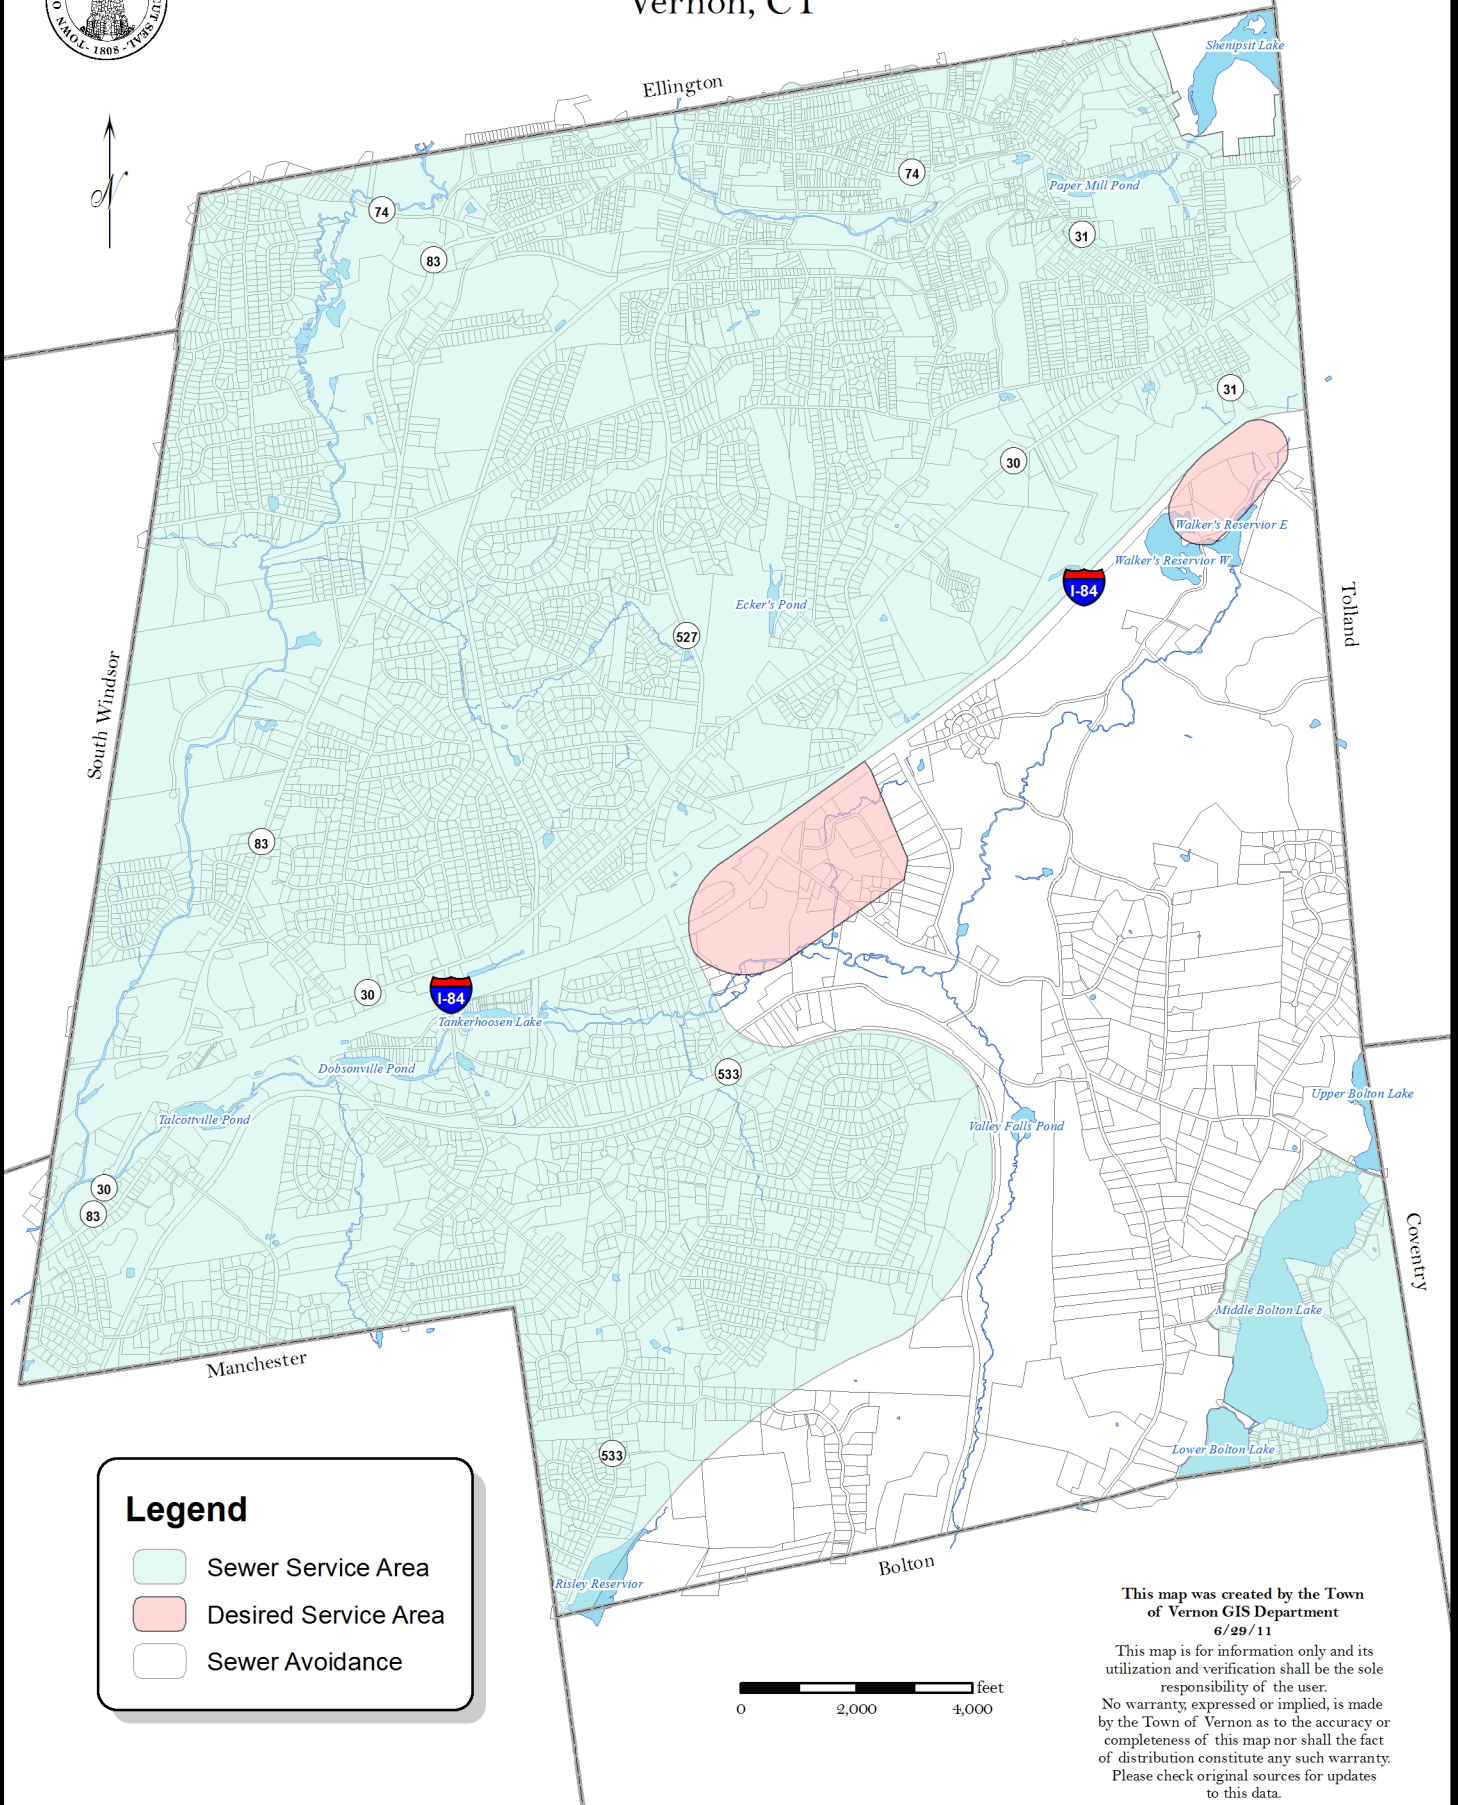 Vernon, CT
CUT SEAL
TOWN
1808
Shenipsit Lake
Ellington
74
Paper Mill Pond
74
31
83
31
30
Walker's Reservior E
Walker's Reservior W
I-84
Tolland
Ecker's Pond
527
South Windsor
83
30
I-84
Tankerhoosen Lake
Dobsonville Pond
533
Upper Bolton Lake
Talcottville Pond
Valley Falls Pond
30
83
Coventry
Middle Bolton Lake
Manchester
533
Lower Bolton Lake
Bolton
Risley Reservior
Legend
Sewer Service Area
Desired Service Area
Sewer Avoidance
feet
0 2,000 4,000
This map was created by the Town
of Vernon GIS Department
6/29/11
This map is for information only and its
utilization and verification shall be the sole
responsibility of the user.
No warranty, expressed or implied, is made
by the Town of Vernon as to the accuracy or
completeness of this map nor shall the fact
of distribution constitute any such warranty.
Please check original sources for updates
to this data.
N